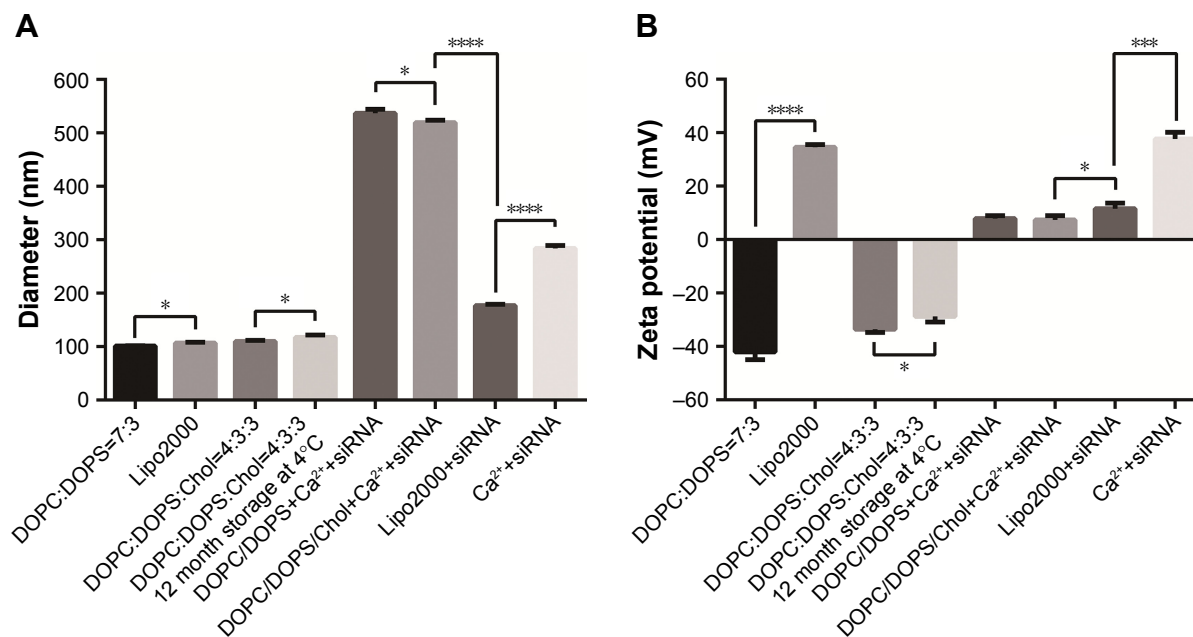 A
Diameter (nm)
600
500
400
300
200
100
0
*
*
*
****
****
DOPC:DOPS=7:3
Lipo2000
DOPC:DOPS:Chol=4:3:3
DOPC:DOPS:Chol=4:3:3
12 month storage at 4°C
DOPC/DOPS+Ca²⁺+siRNA
DOPC/DOPS/Chol+Ca²⁺+siRNA
Lipo2000+siRNA
Ca²⁺+siRNA
B
Zeta potential (mV)
60
40
20
0
–20
–40
–60
****
*
*
***
DOPC:DOPS=7:3
Lipo2000
DOPC:DOPS:Chol=4:3:3
DOPC:DOPS:Chol=4:3:3
12 month storage at 4°C
DOPC/DOPS+Ca²⁺+siRNA
DOPC/DOPS/Chol+Ca²⁺+siRNA
Lipo2000+siRNA
Ca²⁺+siRNA